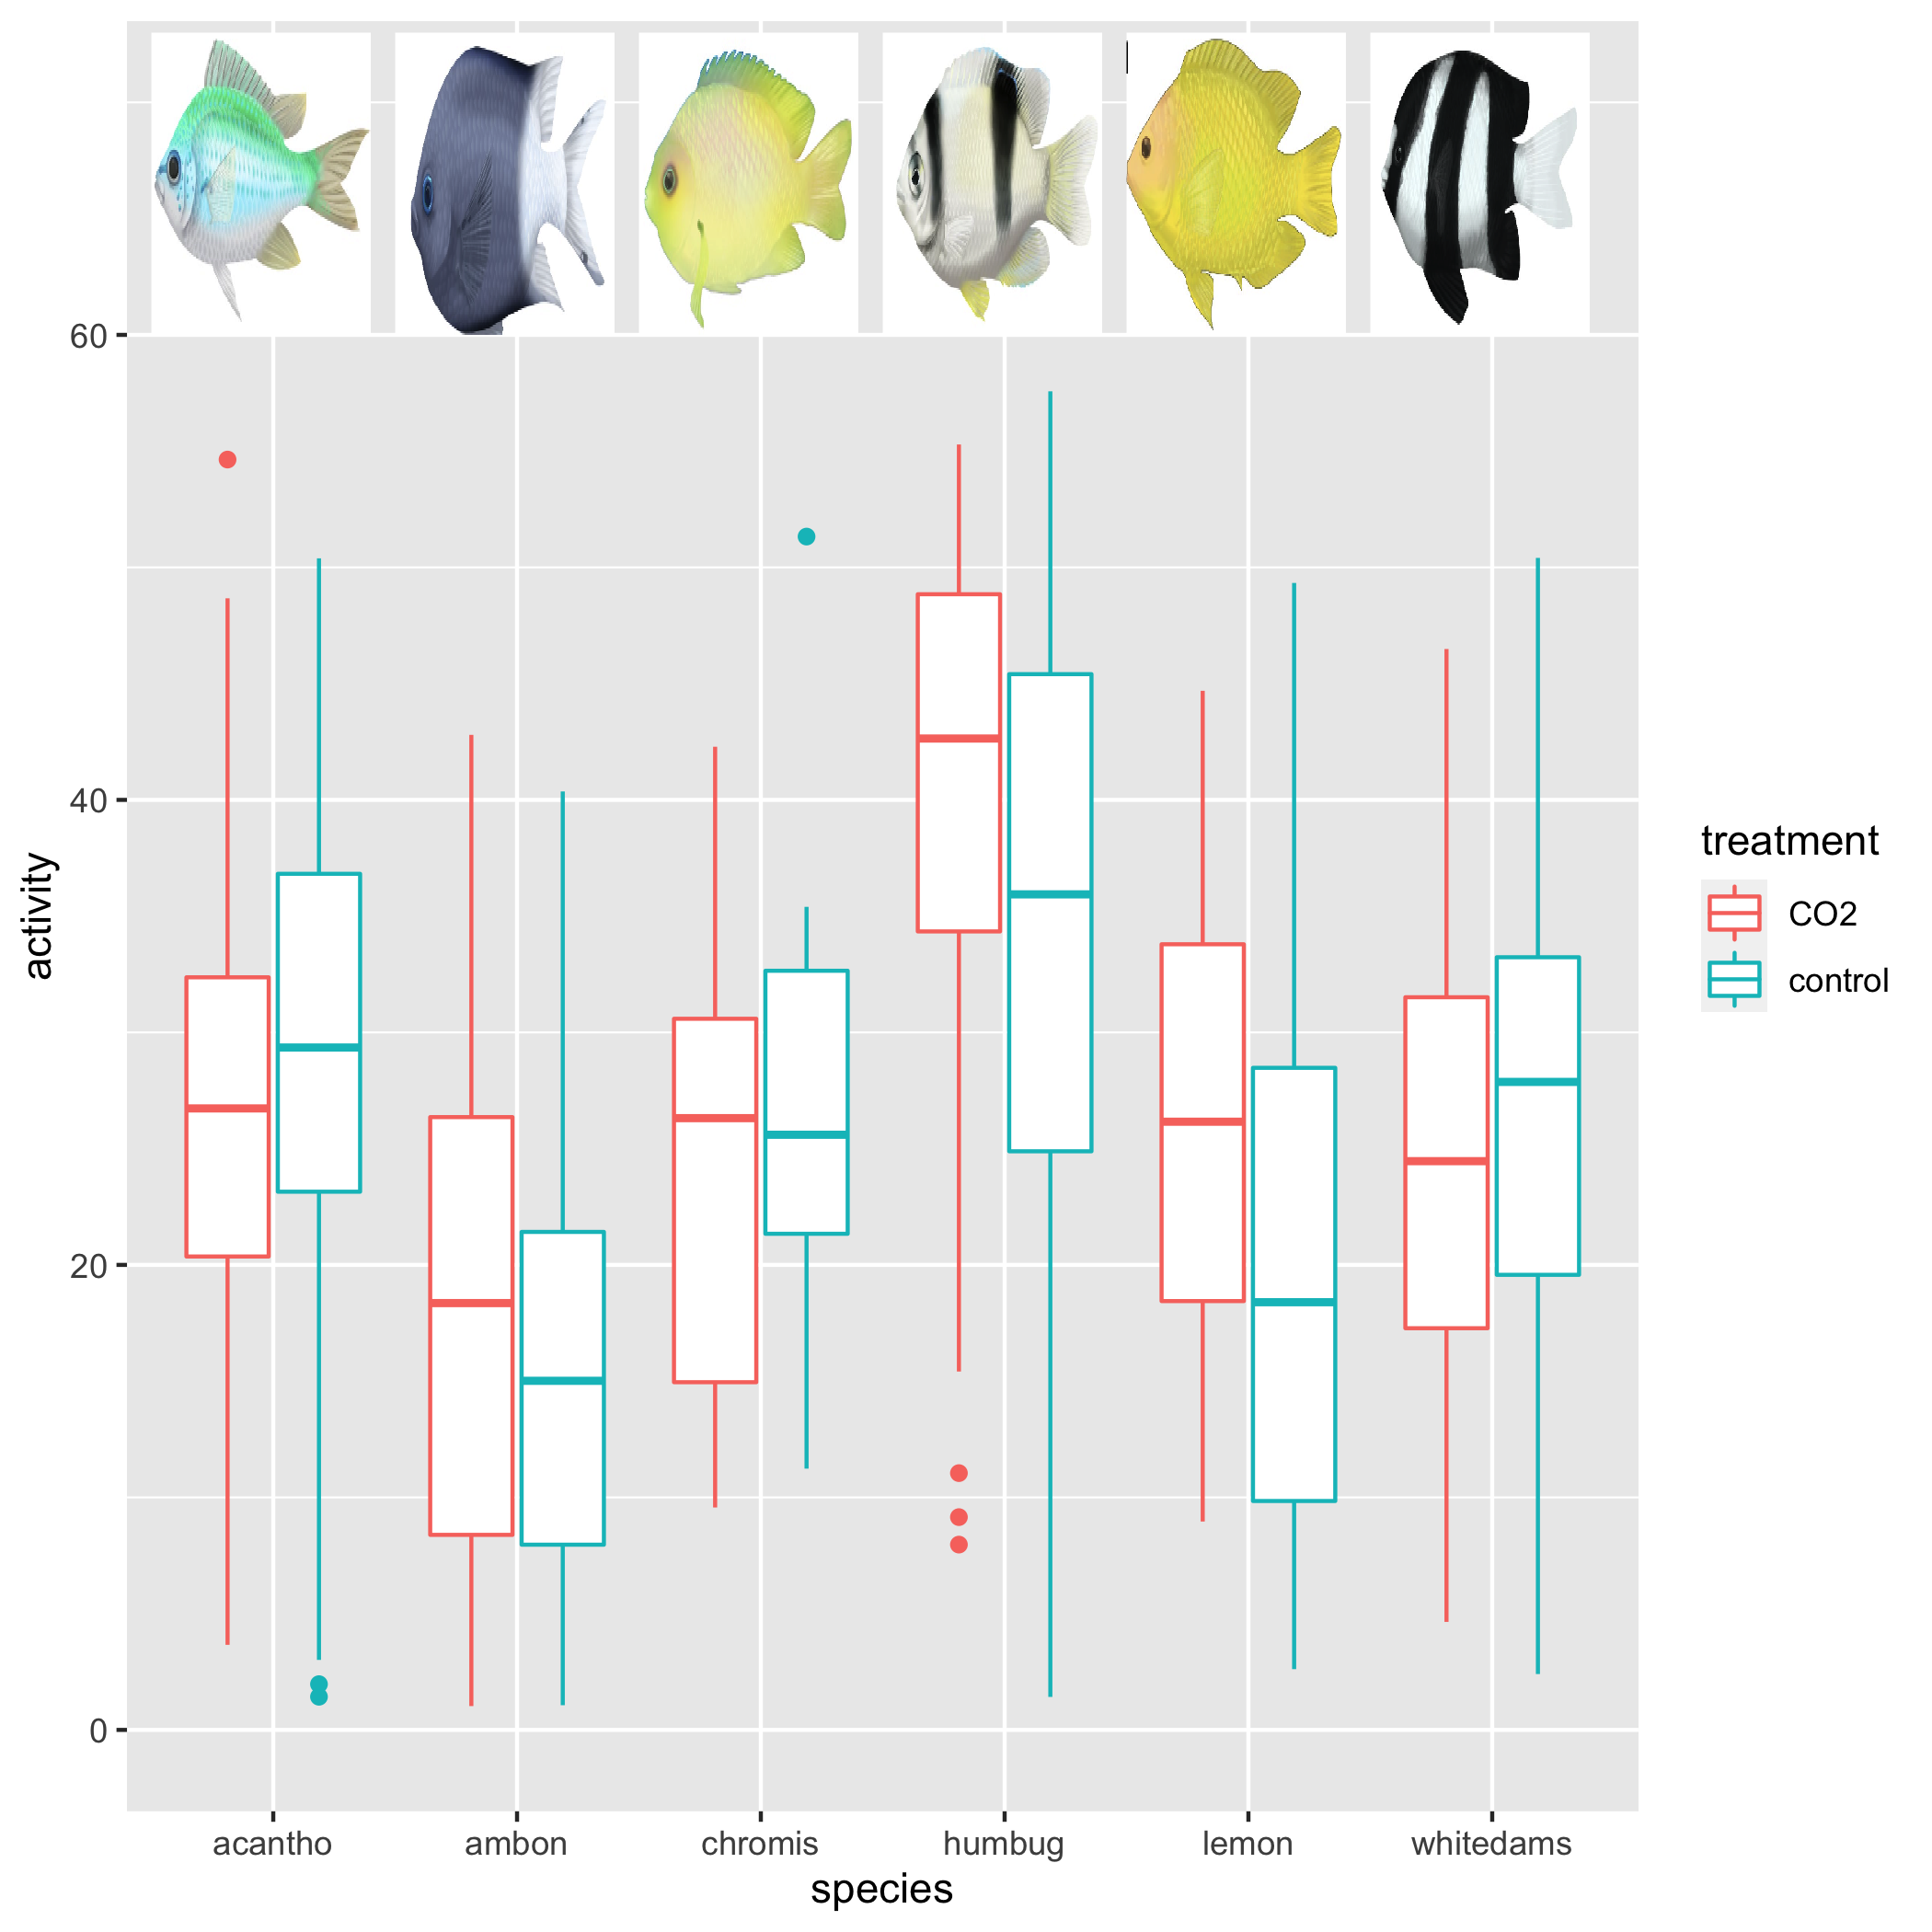 60
40
20
0
activity
acantho
ambon
chromis
humbug
lemon
whitedams
species
treatment
CO2
control